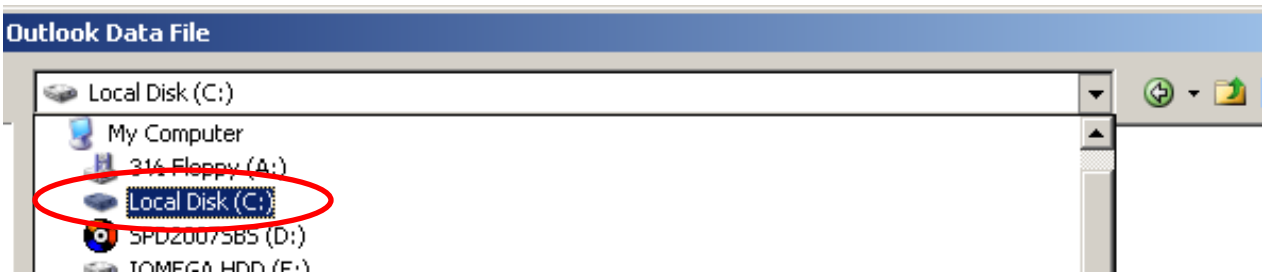 Outlook Data File
Local Disk (C:)
My Computer
3½ Floppy (A:)
Local Disk (C:)
SPD2007SBS (D:)
IOMEGA HDD (E:)